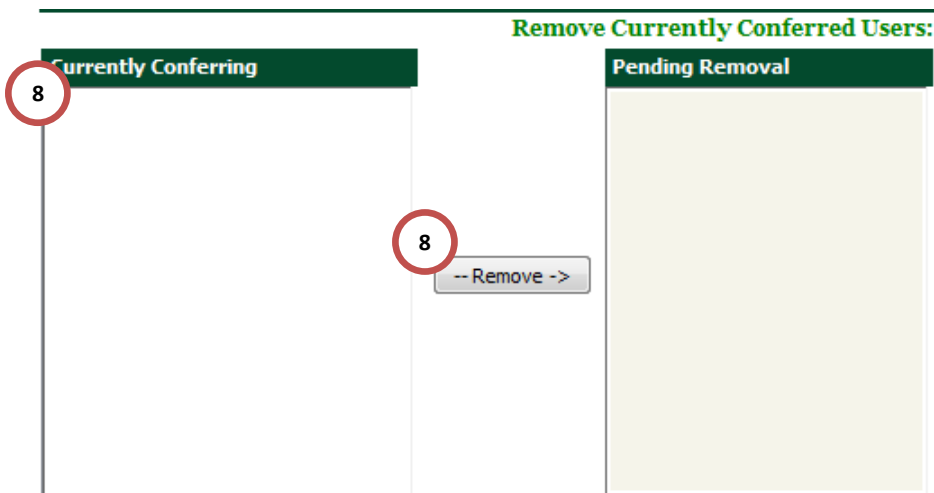 Remove Currently Conferred Users:
Currently Conferring
Pending Removal
8
8
-- Remove ->